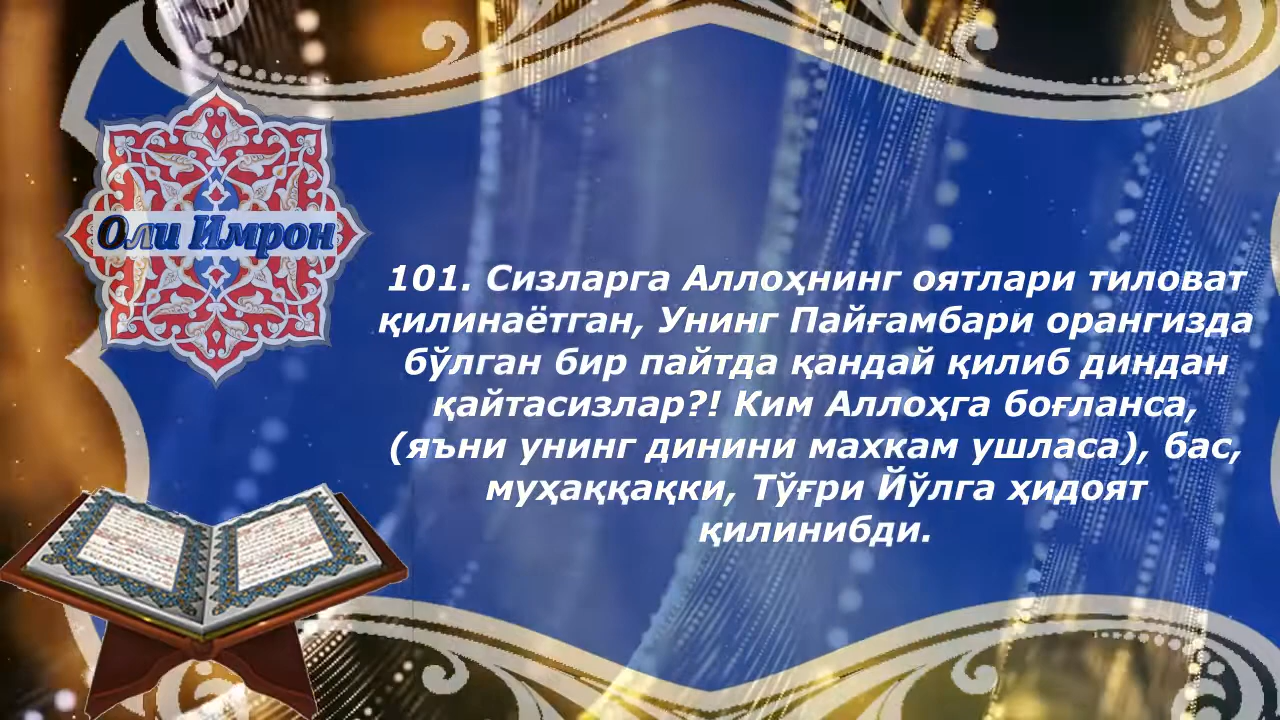 Оли Имрон
101. Сизларга Аллоҳнинг оятлари тиловат
қилинаётган, Унинг Пайғамбари орангизда
бўлган бир пайтда қандай қилиб диндан
қайтасизлар?! Ким Аллоҳга боғланса,
(яъни унинг динини махкам ушласа), бас,
муҳаққақки, Тўғри Йўлга ҳидоят
қилинибди.